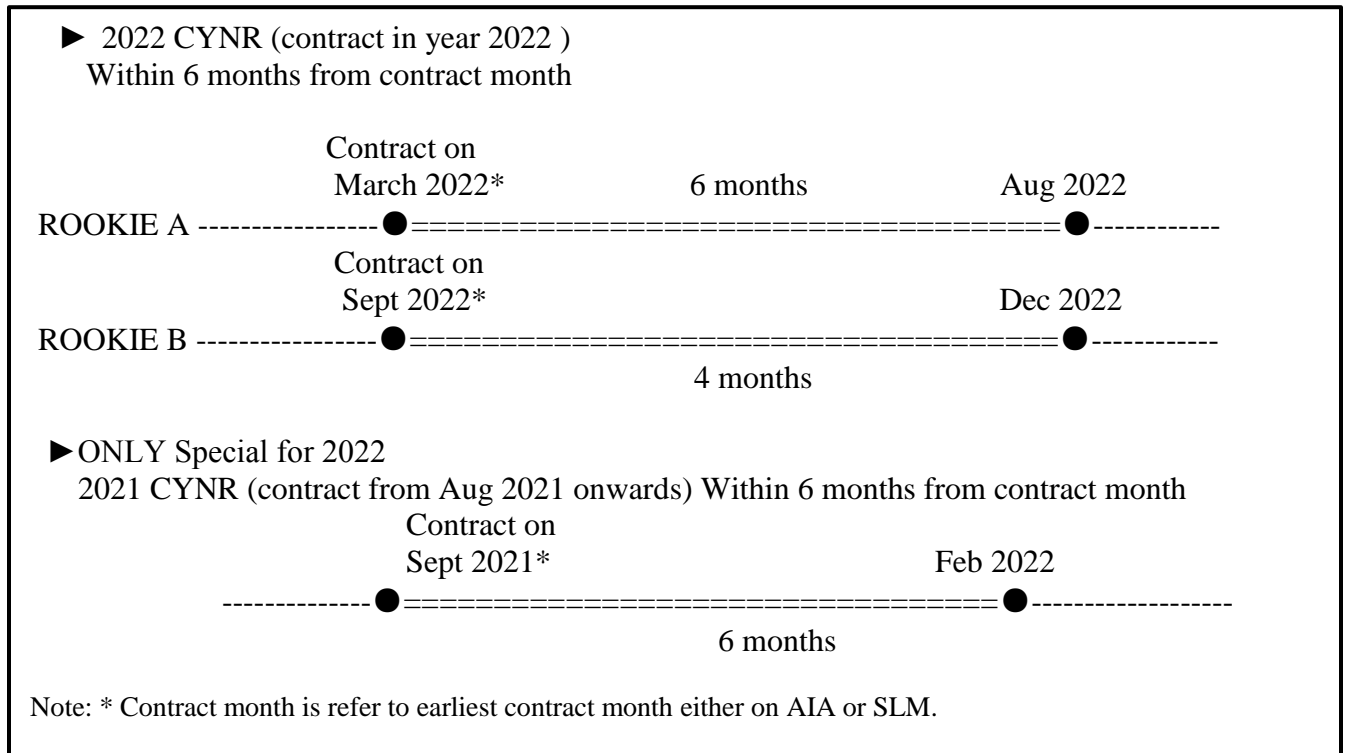 ► 2022 CYNR (contract in year 2022 )
Within 6 months from contract month
Contract on
March 2022* 6 months Aug 2022
ROOKIE A -----------------●====================================●------------
Contract on
Sept 2022* Dec 2022
ROOKIE B -----------------●====================================●------------
4 months
►ONLY Special for 2022
2021 CYNR (contract from Aug 2021 onwards) Within 6 months from contract month
Contract on
Sept 2021* Feb 2022
--------------●=================================●-------------------
6 months
Note: * Contract month is refer to earliest contract month either on AIA or SLM.